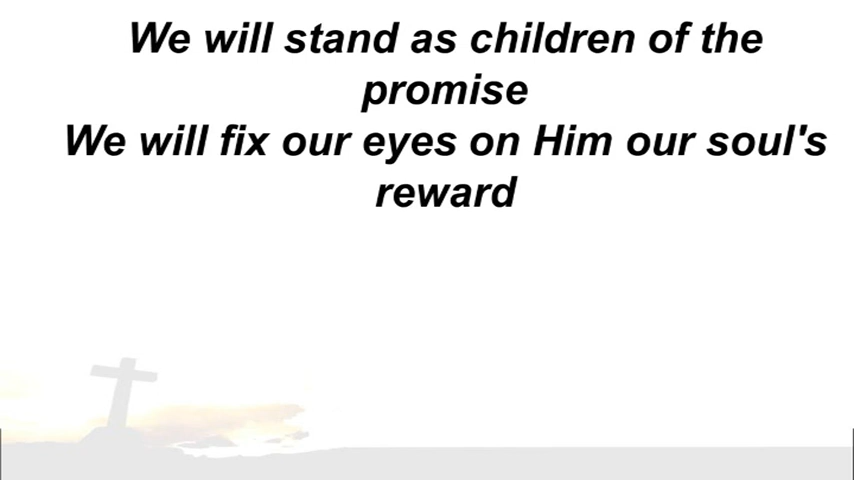 We will stand as children of the
promise
We will fix our eyes on Him our soul's
reward